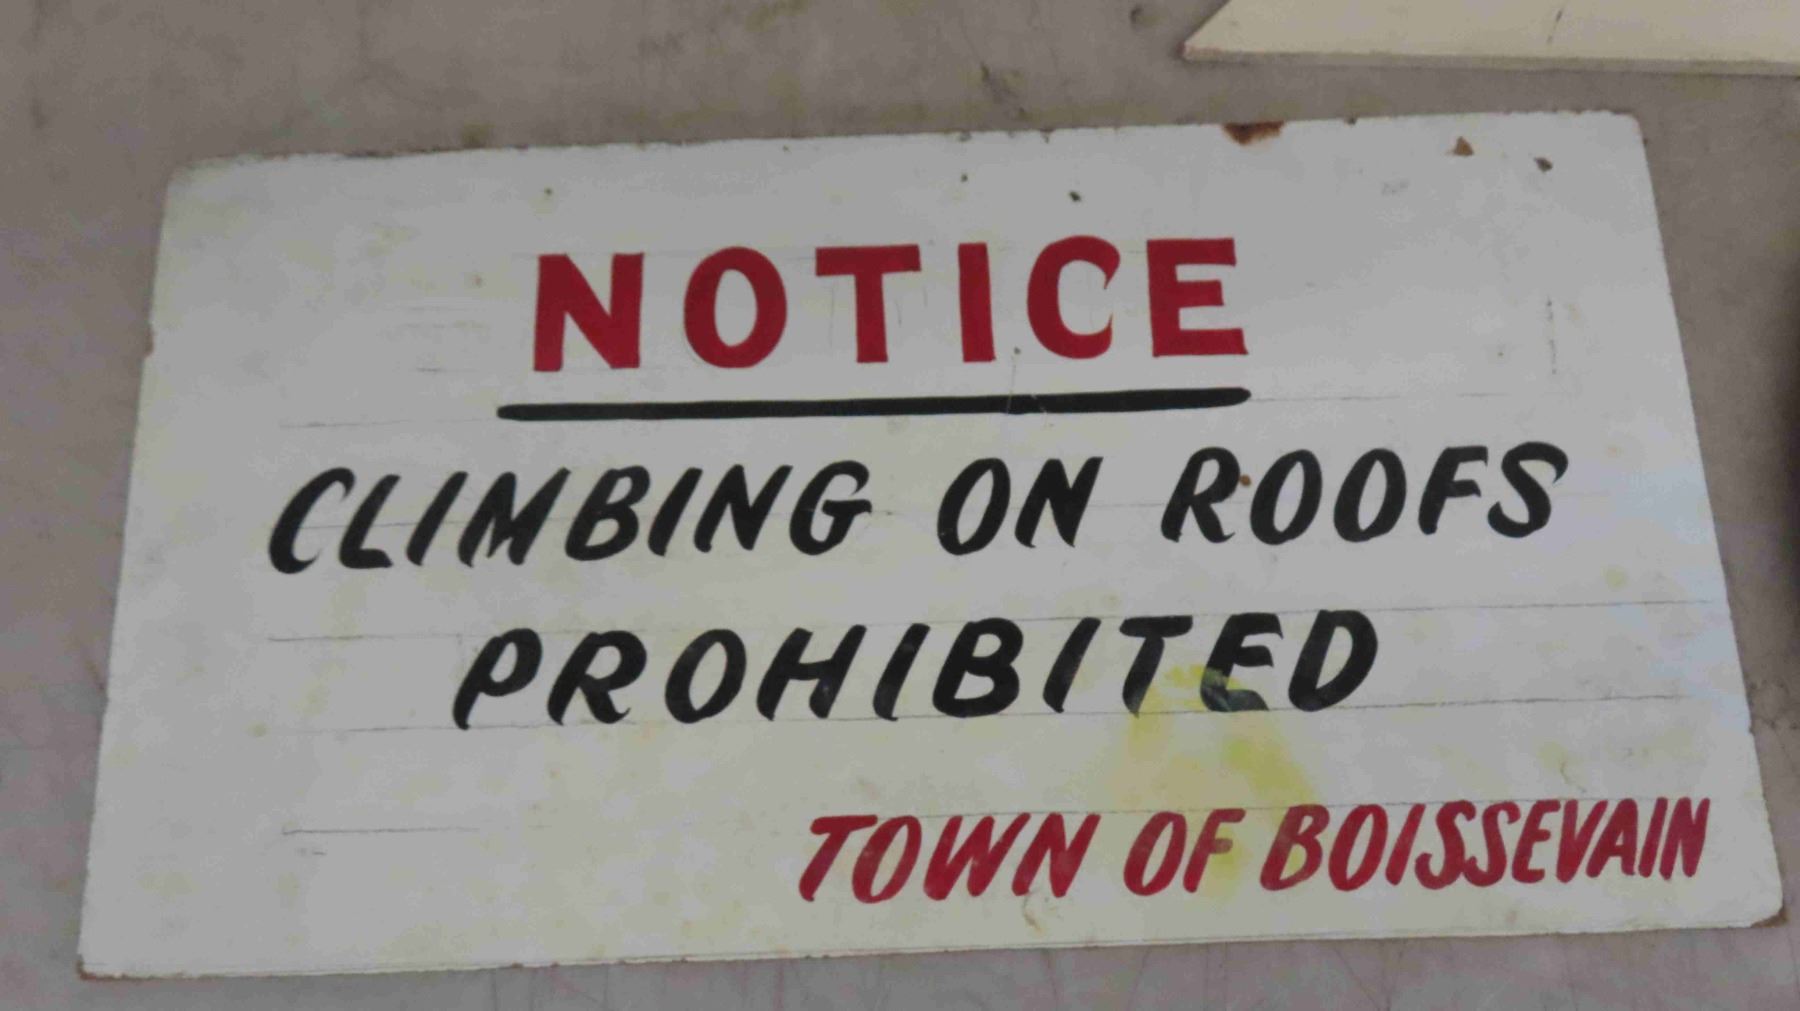 NOTICE
CLIMBING ON ROOFS
PROHIBITED
TOWN OF BOISSEVAIN